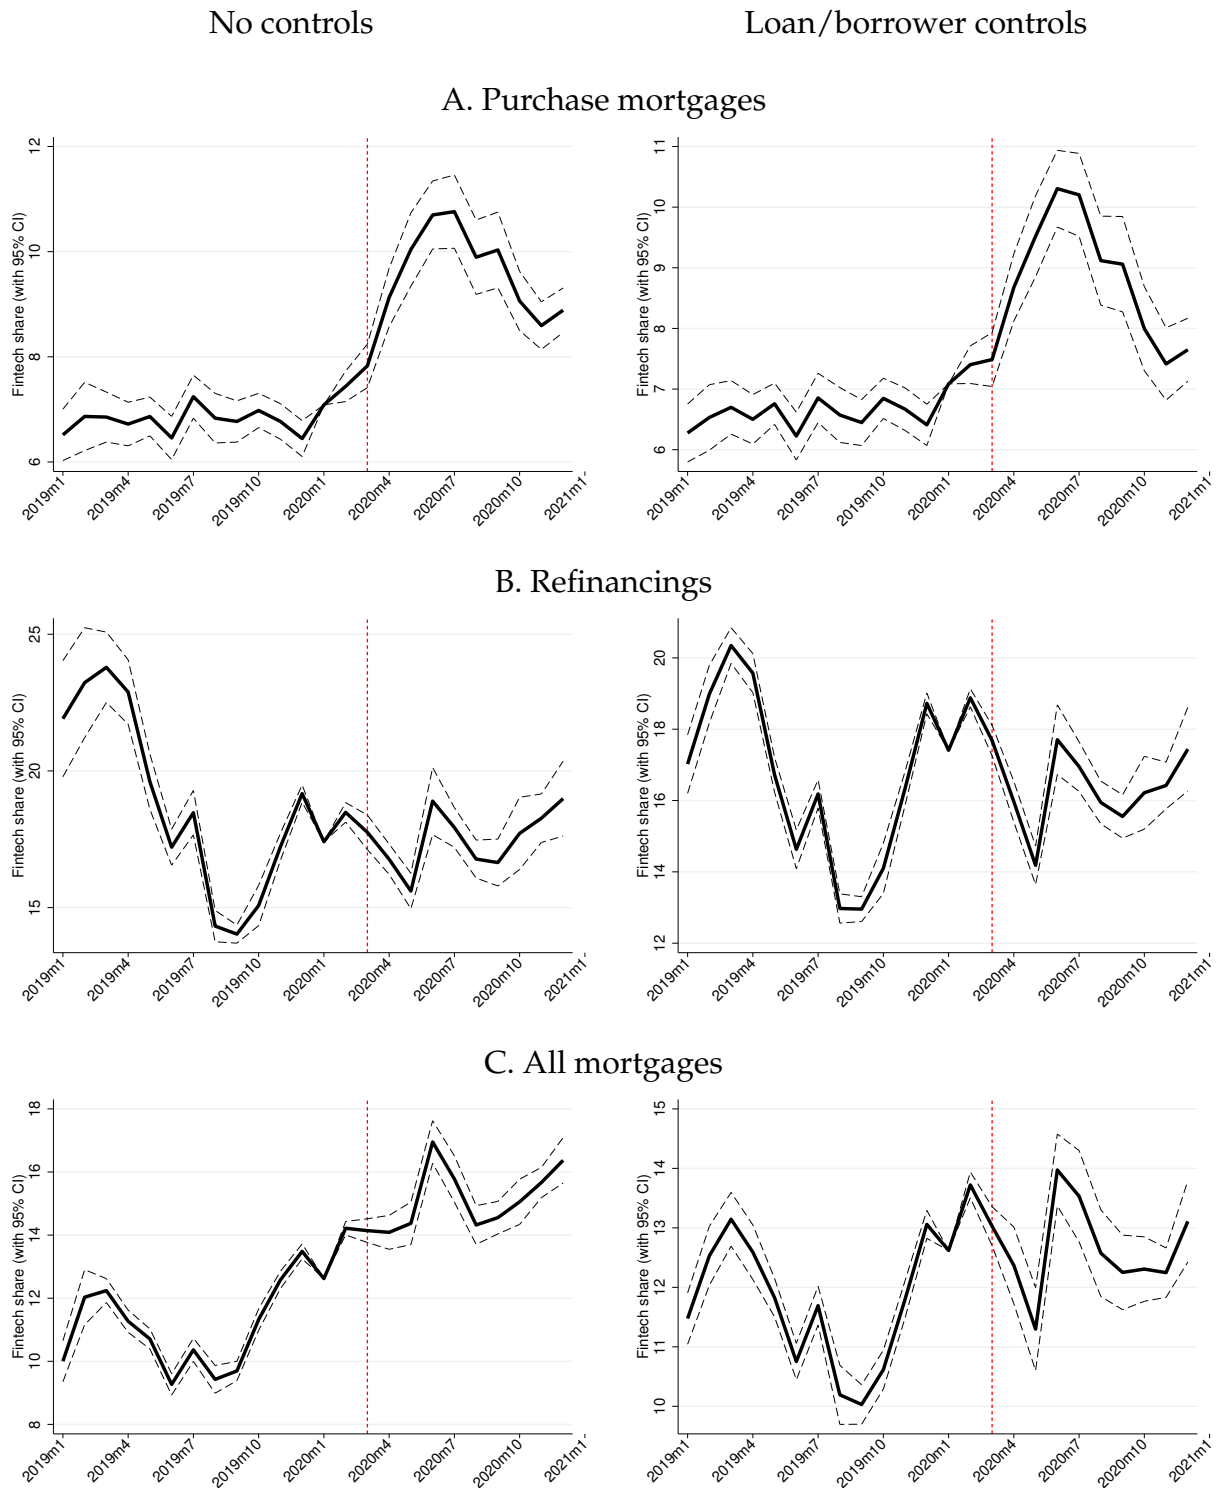 No controls
Loan/borrower controls
A. Purchase mortgages
Fintech share (with 95% CI)
12
10
8
6
2019m1
2019m4
2019m7
2019m10
2020m1
2020m4
2020m7
2020m10
2021m1
Fintech share (with 95% CI)
11
10
9
8
7
6
2019m1
2019m4
2019m7
2019m10
2020m1
2020m4
2020m7
2020m10
2021m1
B. Refinancings
Fintech share (with 95% CI)
25
20
15
2019m1
2019m4
2019m7
2019m10
2020m1
2020m4
2020m7
2020m10
2021m1
Fintech share (with 95% CI)
20
18
16
14
12
2019m1
2019m4
2019m7
2019m10
2020m1
2020m4
2020m7
2020m10
2021m1
C. All mortgages
Fintech share (with 95% CI)
18
16
14
12
10
8
2019m1
2019m4
2019m7
2019m10
2020m1
2020m4
2020m7
2020m10
2021m1
Fintech share (with 95% CI)
15
14
13
12
11
10
2019m1
2019m4
2019m7
2019m10
2020m1
2020m4
2020m7
2020m10
2021m1